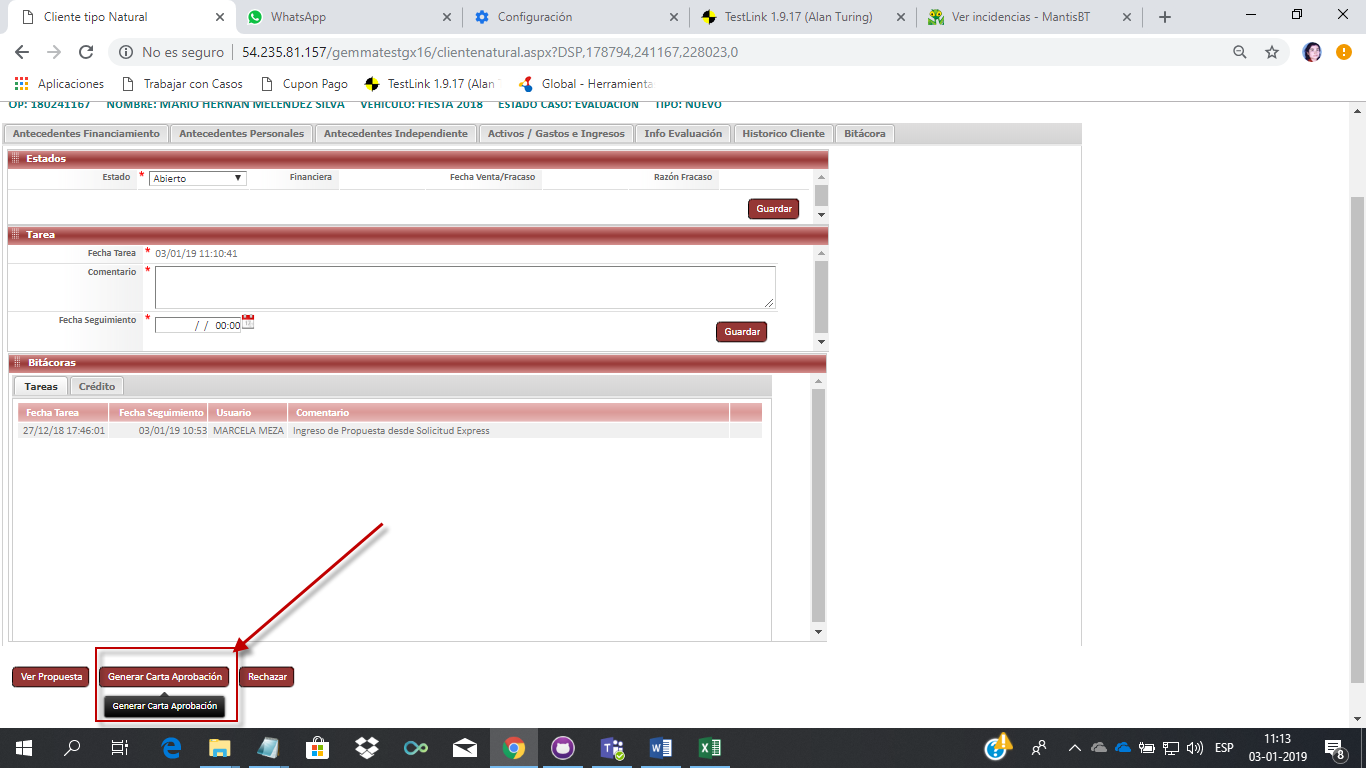 Cliente tipo Natural
WhatsApp
Configuración
TestLink 1.9.17 (Alan Turing)
Ver incidencias - MantisBT
No es seguro
54.235.81.157/gemmatestgx16/clientenatural.aspx?DSP,178794,241167,228023,0
Aplicaciones
Trabajar con Casos
Cupon Pago
TestLink 1.9.17 (Alan
Global - Herramienta
OP: 180241167 NOMBRE: MARIO HERNAN MELENDEZ SILVA VEHICULO: FIESTA 2018 ESTADO CASO: EVALUACION TIPO: NUEVO
Antecedentes Financiamiento
Antecedentes Personales
Antecedentes Independiente
Activos / Gastos e Ingresos
Info Evaluación
Historico Cliente
Bitácora
Estados
Estado * Abierto
Financiera
Fecha Venta/Fracaso
Razón Fracaso
Guardar
Tarea
Fecha Tarea * 03/01/19 11:10:41
Comentario *
Fecha Seguimiento * / / 00:00
Guardar
Bitácoras
Tareas
Crédito
Fecha Tarea Fecha Seguimiento Usuario Comentario
27/12/18 17:46:01 03/01/19 10:53 MARCELA MEZA Ingreso de Propuesta desde Solicitud Express
Ver Propuesta
Generar Carta Aprobación
Rechazar
Generar Carta Aprobación
ESP
11:13
03-01-2019
8